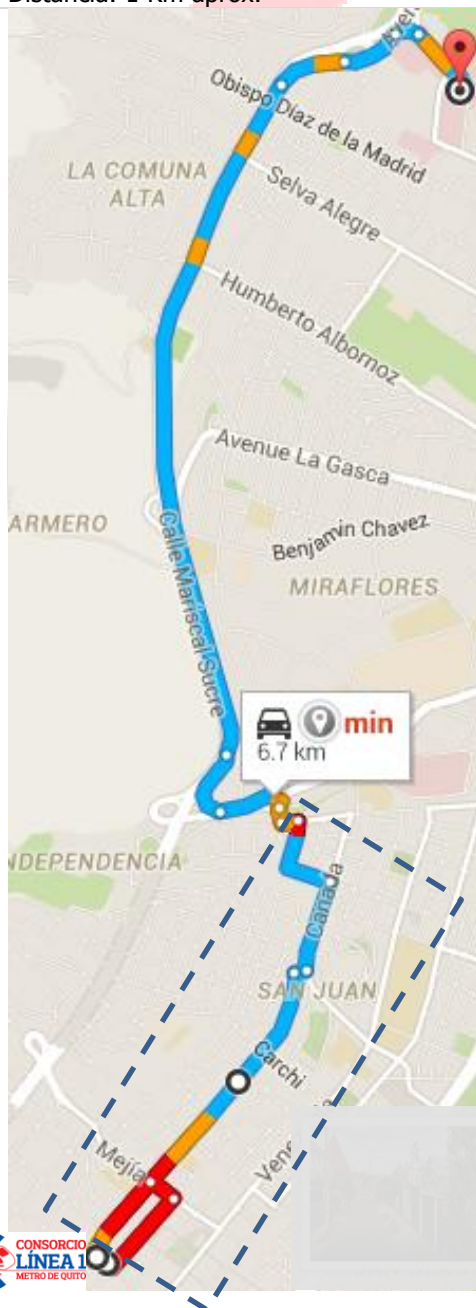 Distancia: 1 Km aprox.
Aven
Obispo Díaz de la Madrid
LA COMUNA
ALTA
Selva Alegre
Humberto Albornoz
Avenue La Gasca
ARMERO
Benjamin Chavez
MIRAFLORES
Calle Mariscal Sucre
min
6.7 km
NDEPENDENCIA
Cañada
SAN JUAN
Carchi
Mejía
CONSORCIO
LÍNEA 1
METRO DE QUITO